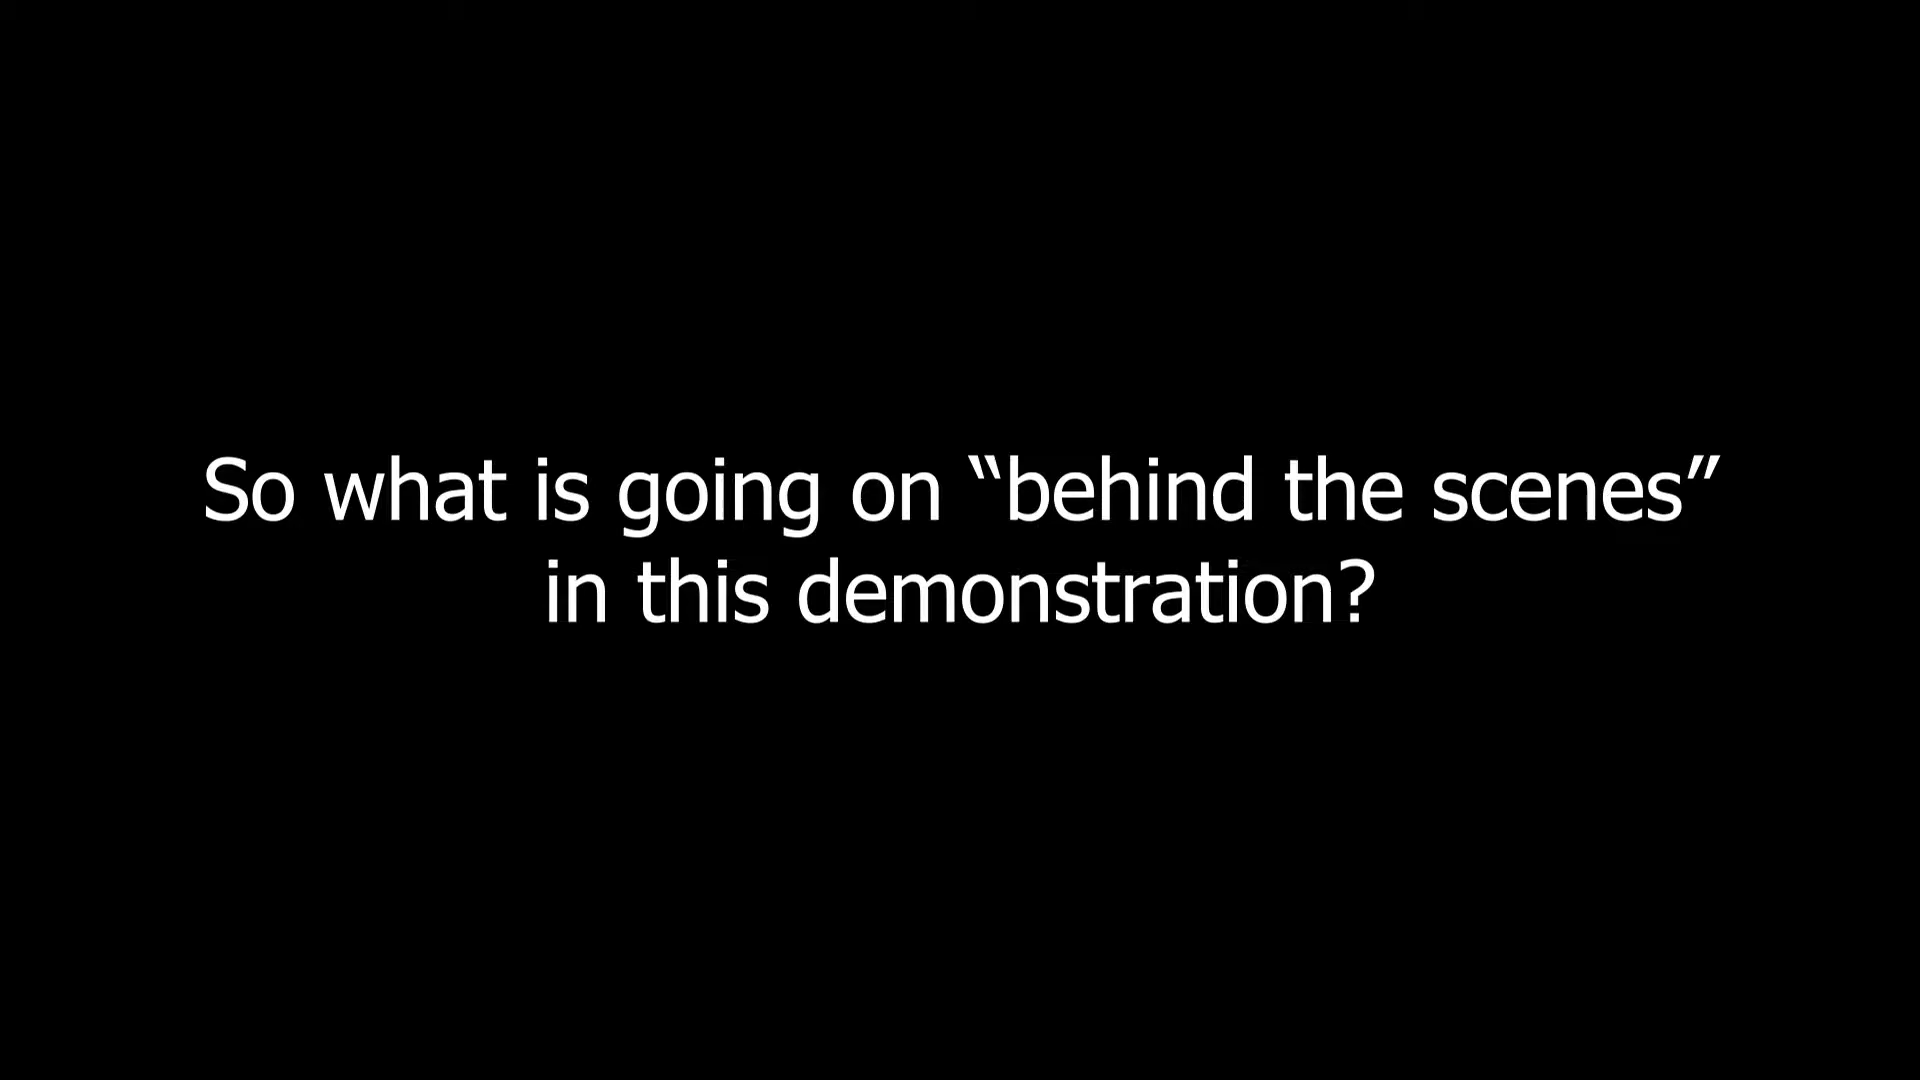 So what is going on “behind the scenes”
in this demonstration?